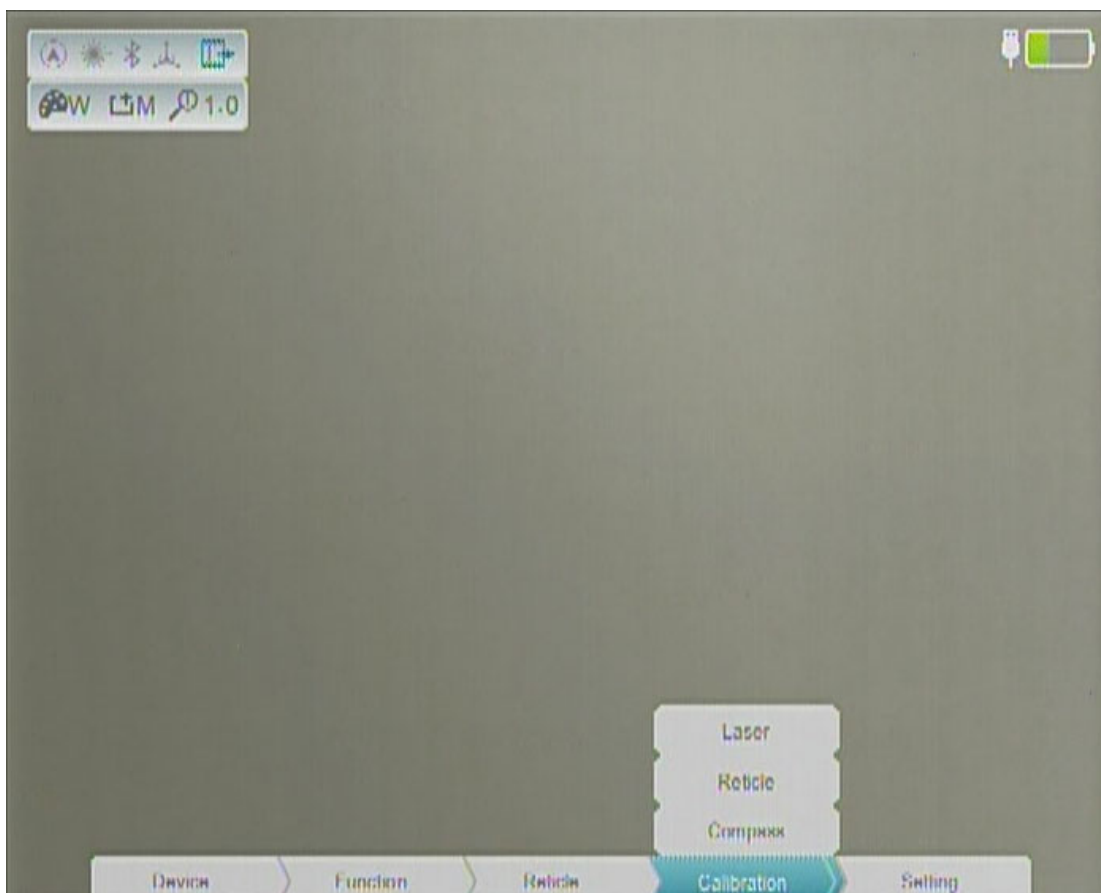 W M 1.0
Laser
Reticle
Compass
Device Function Reticle Calibration Setting